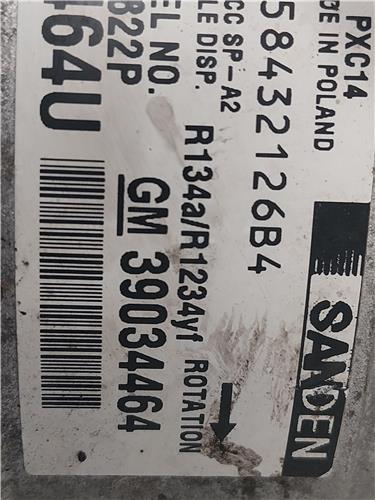 PXC14
DE IN POLAND
SANDEN
58432126B4
CC SP-A2
LE DISP.
R134a/R1234yf ROTATION
EL NO.
B22P
GM 39034464
464U